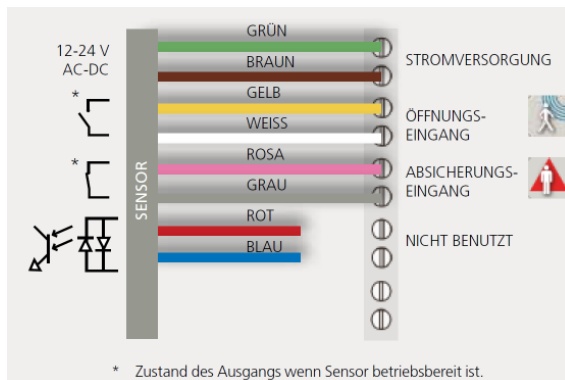 GRÜN
12-24 V
AC-DC
STROMVERSORGUNG
BRAUN
GELB
*
ÖFFNUNGS-
EINGANG
WEISS
ROSA
*
ABSICHERUNGS-
EINGANG
GRAU
SENSOR
ROT
NICHT BENUTZT
BLAU
* Zustand des Ausgangs wenn Sensor betriebsbereit ist.